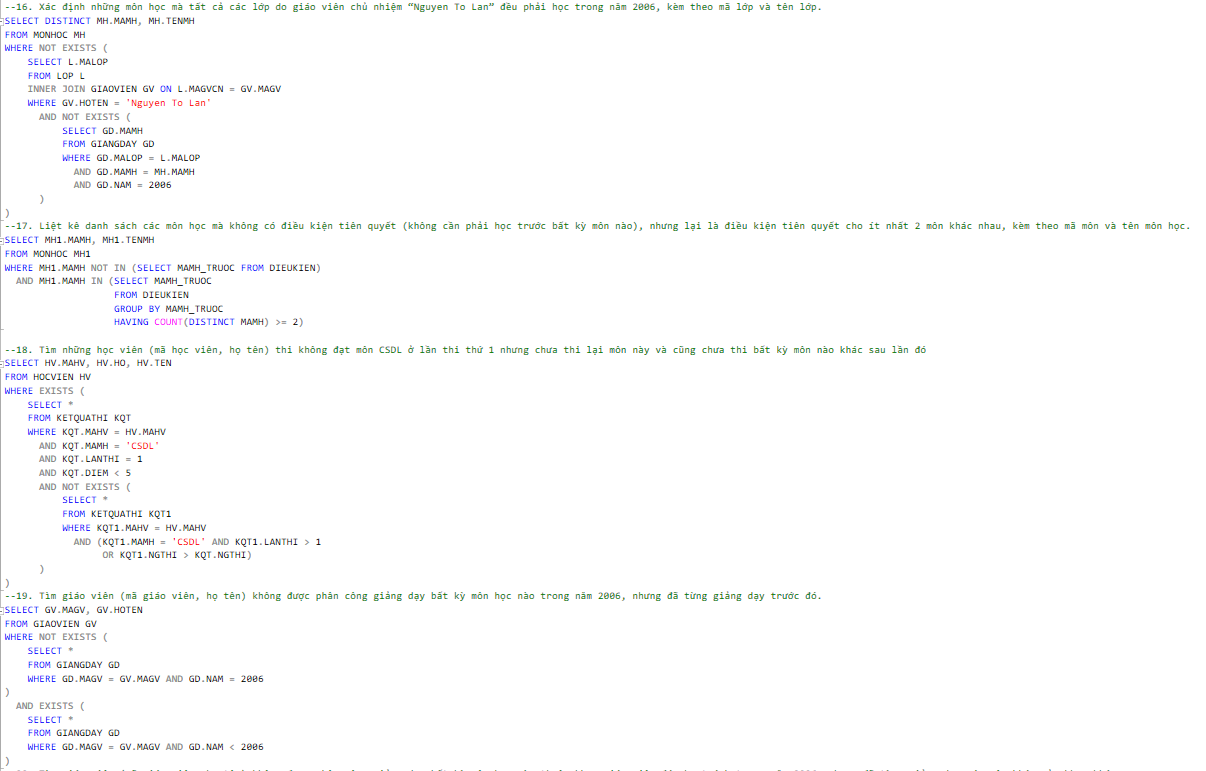 --16. Xác định những môn học mà tất cả các lớp do giáo viên chủ nhiệm “Nguyen To Lan” đều phải học trong năm 2006, kèm theo mã lớp và tên lớp.
SELECT DISTINCT MH.MAMH, MH.TENMH
FROM MONHOC MH
WHERE NOT EXISTS (
    SELECT L.MALOP
    FROM LOP L
    INNER JOIN GIAOVIEN GV ON L.MAGVCN = GV.MAGV
    WHERE GV.HOTEN = 'Nguyen To Lan'
      AND NOT EXISTS (
          SELECT GD.MAMH
          FROM GIANGDAY GD
          WHERE GD.MALOP = L.MALOP
            AND GD.MAMH = MH.MAMH
            AND GD.NAM = 2006
      )
)
--17. Liệt kê danh sách các môn học mà không có điều kiện tiên quyết (không cần phải học trước bất kỳ môn nào), nhưng lại là điều kiện tiên quyết cho ít nhất 2 môn khác nhau, kèm theo mã môn và tên môn học.
SELECT MH1.MAMH, MH1.TENMH
FROM MONHOC MH1
WHERE MH1.MAMH NOT IN (SELECT MAMH_TRUOC FROM DIEUKIEN)
  AND MH1.MAMH IN (SELECT MAMH_TRUOC
                   FROM DIEUKIEN
                   GROUP BY MAMH_TRUOC
                   HAVING COUNT(DISTINCT MAMH) >= 2)
--18. Tìm những học viên (mã học viên, họ tên) thi không đạt môn CSDL ở lần thi thứ 1 nhưng chưa thi lại môn này và cũng chưa thi bất kỳ môn nào khác sau lần đó
SELECT HV.MAHV, HV.HO, HV.TEN
FROM HOCVIEN HV
WHERE EXISTS (
    SELECT *
    FROM KETQUATHI KQT
    WHERE KQT.MAHV = HV.MAHV
      AND KQT.MAMH = 'CSDL'
      AND KQT.LANTHI = 1
      AND KQT.DIEM < 5
      AND NOT EXISTS (
          SELECT *
          FROM KETQUATHI KQT1
          WHERE KQT1.MAHV = HV.MAHV
            AND (KQT1.MAMH = 'CSDL' AND KQT1.LANTHI > 1
                 OR KQT1.NGTHI > KQT.NGTHI)
      )
)
--19. Tìm giáo viên (mã giáo viên, họ tên) không được phân công giảng dạy bất kỳ môn học nào trong năm 2006, nhưng đã từng giảng dạy trước đó.
SELECT GV.MAGV, GV.HOTEN
FROM GIAOVIEN GV
WHERE NOT EXISTS (
    SELECT *
    FROM GIANGDAY GD
    WHERE GD.MAGV = GV.MAGV AND GD.NAM = 2006
)
  AND EXISTS (
    SELECT *
    FROM GIANGDAY GD
    WHERE GD.MAGV = GV.MAGV AND GD.NAM < 2006
)